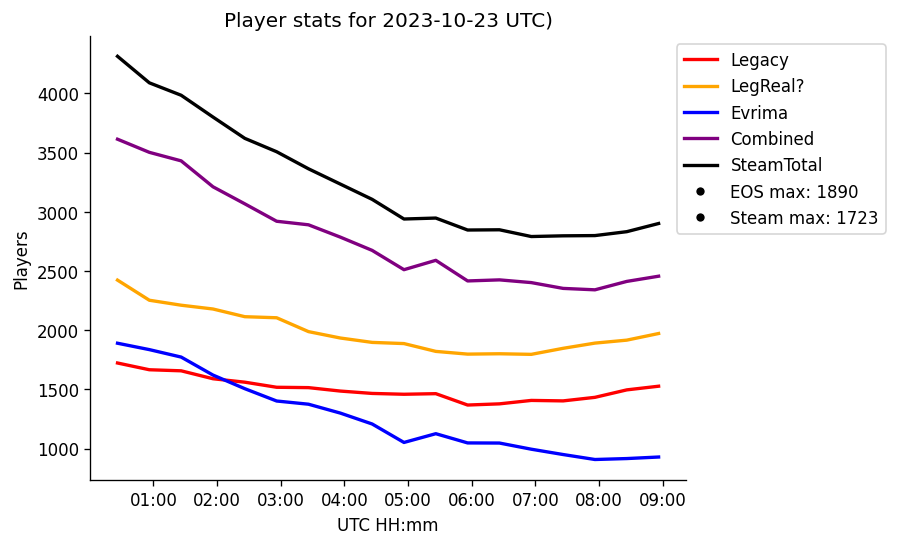 Player stats for 2023-10-23 UTC)
Legacy
LegReal?
Evrima
Combined
SteamTotal
EOS max: 1890
Steam max: 1723
Players
4000
3500
3000
2500
2000
1500
1000
01:00 02:00 03:00 04:00 05:00 06:00 07:00 08:00 09:00
UTC HH:mm